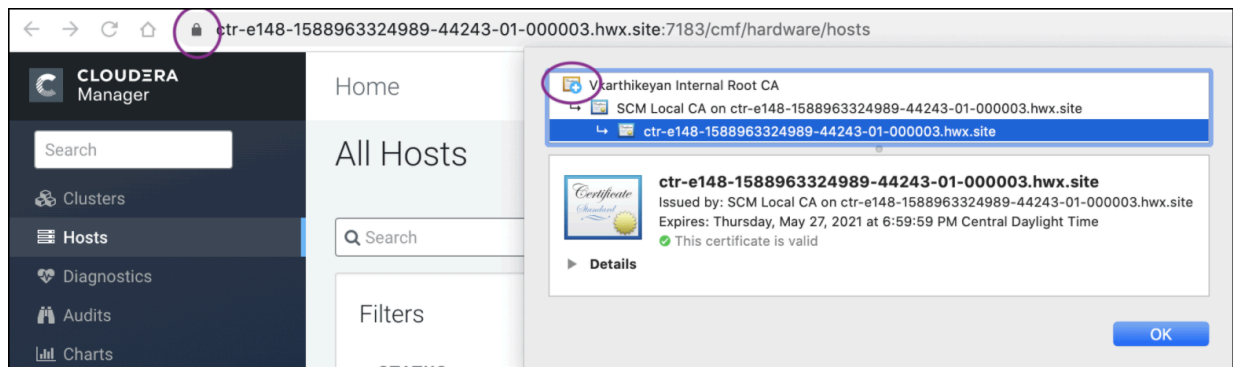 ctr-e148-1588963324989-44243-01-000003.hwx.site:7183/cmf/hardware/hosts
CLOUDERA
Manager
Search
Clusters
Hosts
Diagnostics
Audits
Charts
Home
All Hosts
Search
Filters
Vkarthikeyan Internal Root CA
SCM Local CA on ctr-e148-1588963324989-44243-01-000003.hwx.site
ctr-e148-1588963324989-44243-01-000003.hwx.site
Certificate
Standard
ctr-e148-1588963324989-44243-01-000003.hwx.site
Issued by: SCM Local CA on ctr-e148-1588963324989-44243-01-000003.hwx.site
Expires: Thursday, May 27, 2021 at 6:59:59 PM Central Daylight Time
This certificate is valid
Details
OK